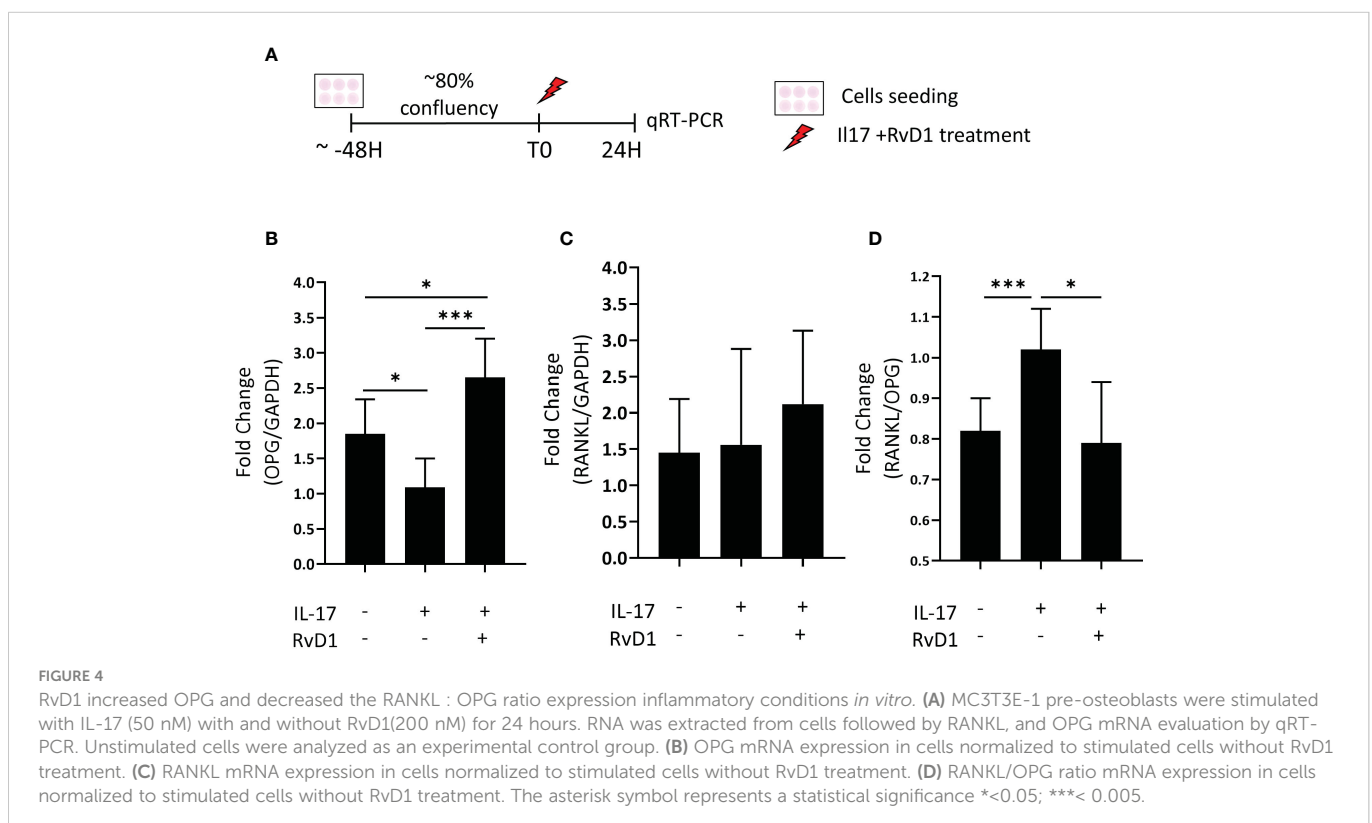 A
~80%
confluency
qRT-PCR
~ -48H
T0
24H
Cells seeding
Il17 +RvD1 treatment
B
Fold Change
(OPG/GAPDH)
4.0
3.5
3.0
2.5
2.0
1.5
1.0
0.5
0.0
*
***
*
IL-17 - + +
RvD1 - - +
C
Fold Change
(RANKL/GAPDH)
4.0
3.5
3.0
2.5
2.0
1.5
1.0
0.5
0.0
IL-17 - + +
RvD1 - - +
D
Fold Change
(RANKL/OPG)
1.2
1.1
1.0
0.9
0.8
0.7
0.6
0.5
*** *
IL-17 - + +
RvD1 - - +
FIGURE 4
RvD1 increased OPG and decreased the RANKL : OPG ratio expression inflammatory conditions in vitro. (A) MC3T3E-1 pre-osteoblasts were stimulated
with IL-17 (50 nM) with and without RvD1(200 nM) for 24 hours. RNA was extracted from cells followed by RANKL, and OPG mRNA evaluation by qRT-
PCR. Unstimulated cells were analyzed as an experimental control group. (B) OPG mRNA expression in cells normalized to stimulated cells without RvD1
treatment. (C) RANKL mRNA expression in cells normalized to stimulated cells without RvD1 treatment. (D) RANKL/OPG ratio mRNA expression in cells
normalized to stimulated cells without RvD1 treatment. The asterisk symbol represents a statistical significance *<0.05; ***< 0.005.